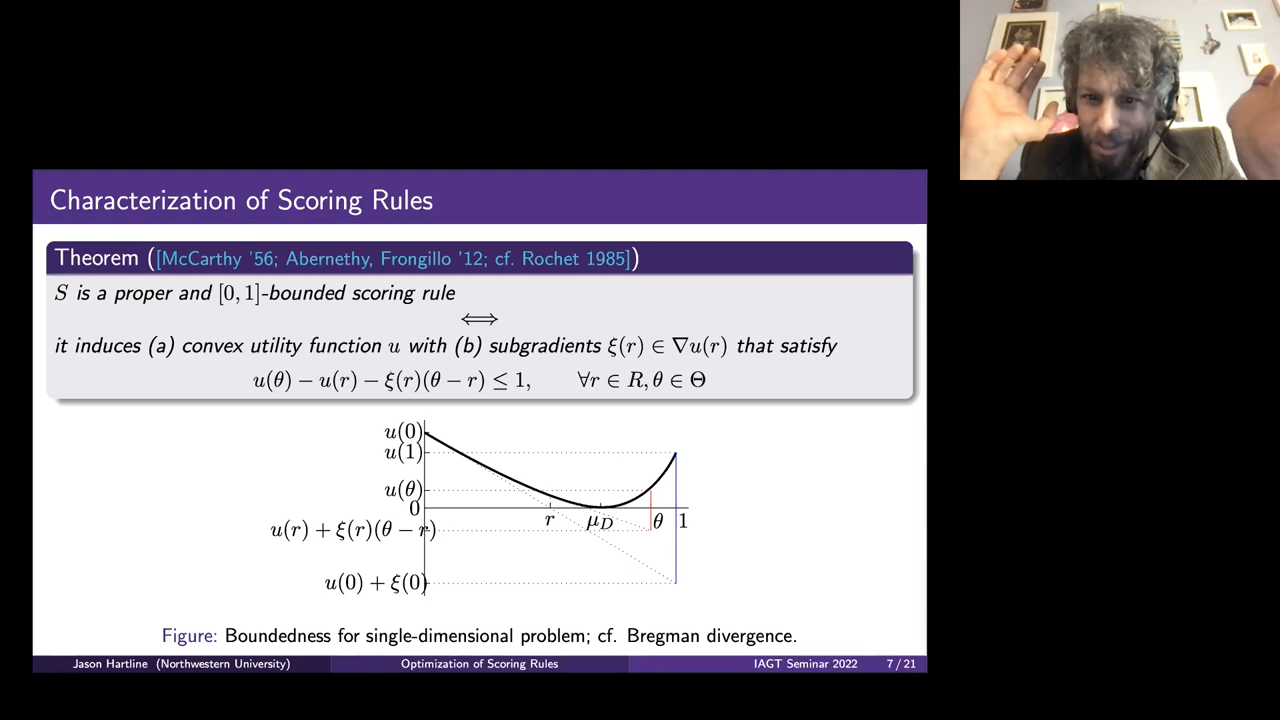 Characterization of Scoring Rules
Theorem ([McCarthy '56; Abernethy, Frongillo '12; cf. Rochet 1985])
S is a proper and [0, 1]-bounded scoring rule
⟺
it induces (a) convex utility function u with (b) subgradients ξ(r) ∈ ∇u(r) that satisfy
u(θ) − u(r) − ξ(r)(θ − r) ≤ 1, ∀r ∈ R, θ ∈ Θ
u(0)
u(1)
u(θ)
0
r μ_D θ 1
u(r) + ξ(r)(θ − r)
u(0) + ξ(0)
Figure: Boundedness for single-dimensional problem; cf. Bregman divergence.
Jason Hartline (Northwestern University) Optimization of Scoring Rules IAGT Seminar 2022 7 / 21